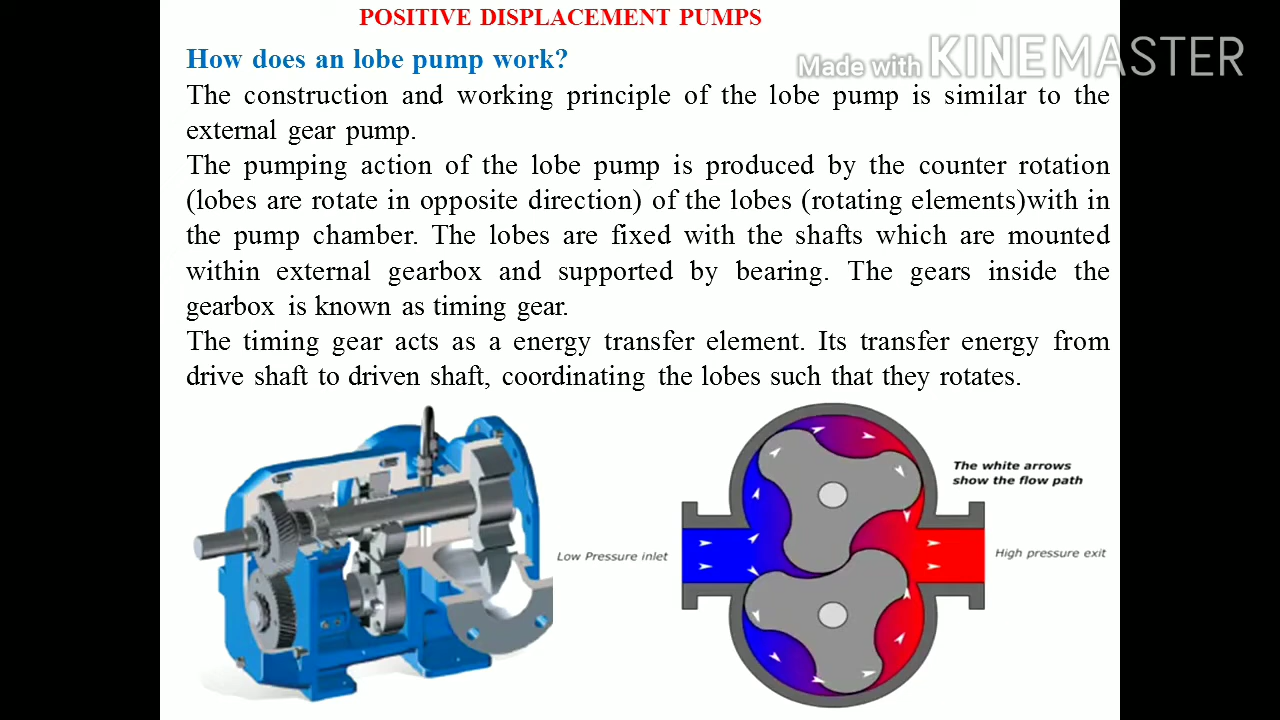 POSITIVE DISPLACEMENT PUMPS
Made with KINEMASTER
How does an lobe pump work?
The construction and working principle of the lobe pump is similar to the
external gear pump.
The pumping action of the lobe pump is produced by the counter rotation
(lobes are rotate in opposite direction) of the lobes (rotating elements)with in
the pump chamber. The lobes are fixed with the shafts which are mounted
within external gearbox and supported by bearing. The gears inside the
gearbox is known as timing gear.
The timing gear acts as a energy transfer element. Its transfer energy from
drive shaft to driven shaft, coordinating the lobes such that they rotates.
The white arrows
show the flow path
Low Pressure inlet
High pressure exit